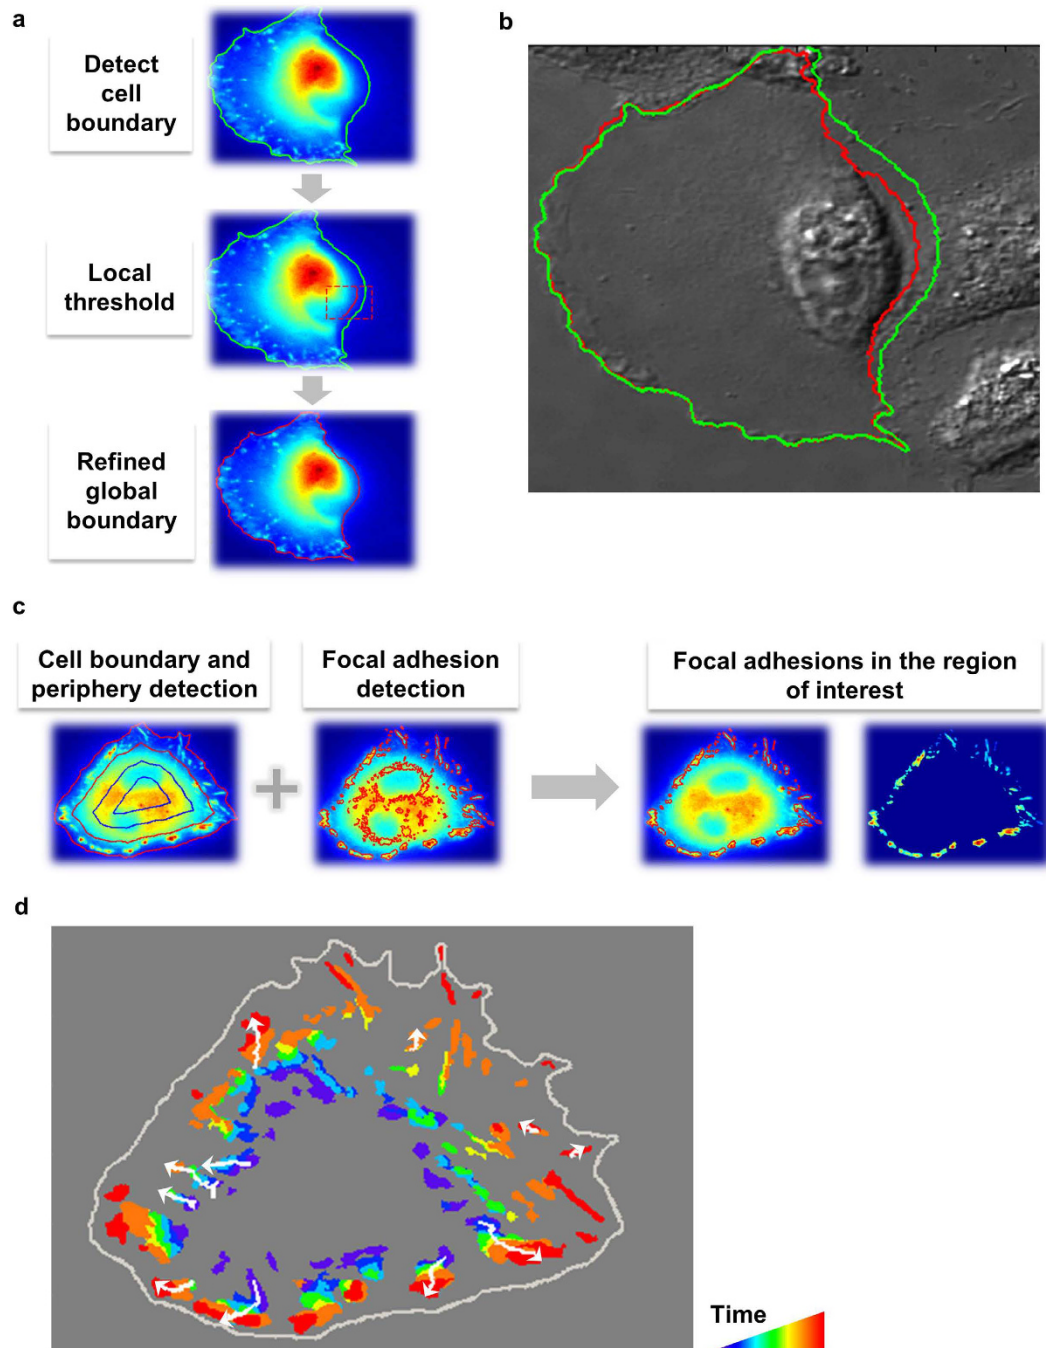 a
Detect
cell
boundary
Local
threshold
Refined
global
boundary
b
c
Cell boundary and
periphery detection
Focal adhesion
detection
Focal adhesions in the region
of interest
d
Time